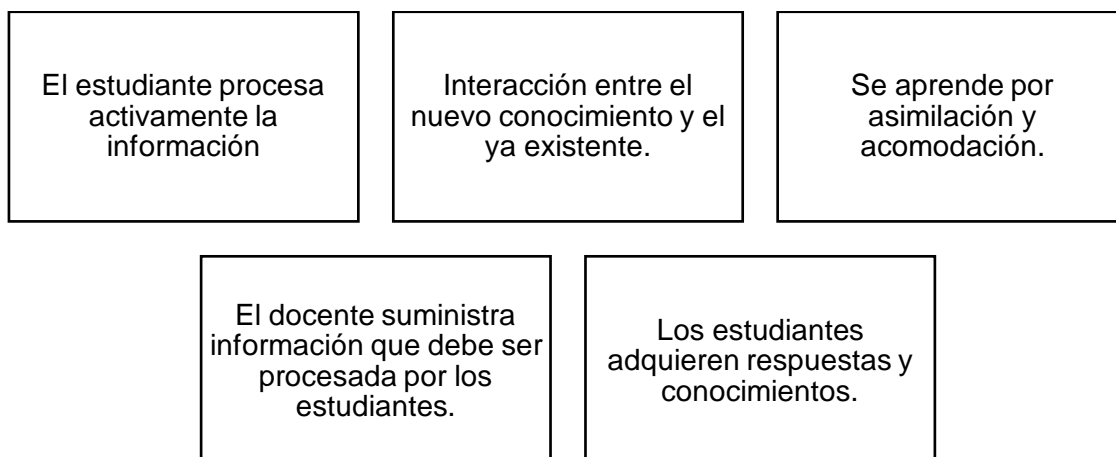 El estudiante procesa
activamente la
información
Interacción entre el
nuevo conocimiento y el
ya existente.
Se aprende por
asimilación y
acomodación.
El docente suministra
información que debe ser
procesada por los
estudiantes.
Los estudiantes
adquieren respuestas y
conocimientos.